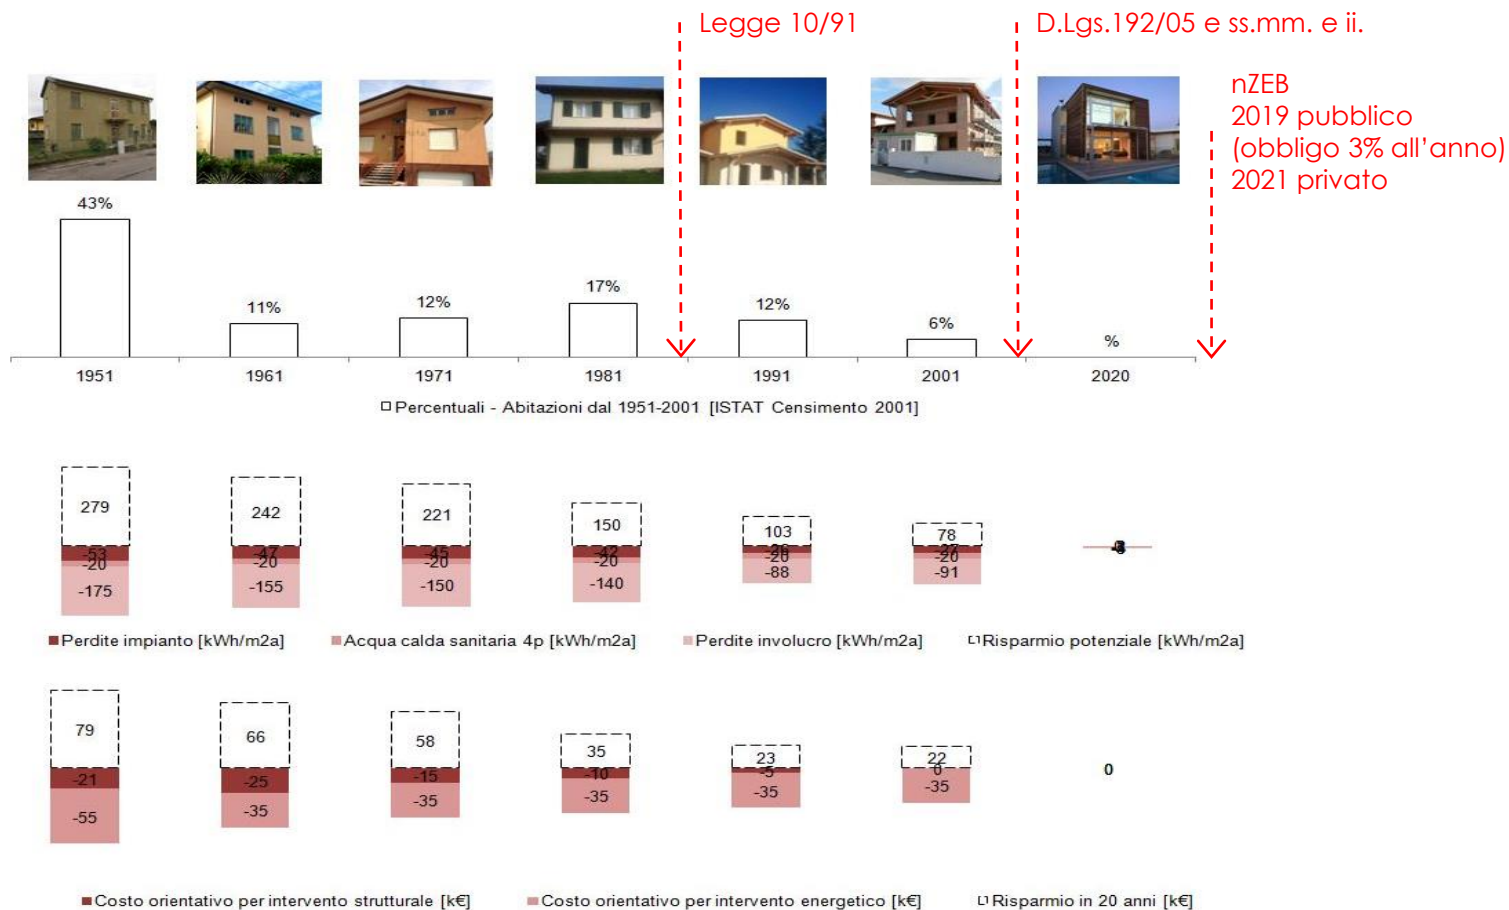 Legge 10/91
D.Lgs.192/05 e ss.mm. e ii.
nZEB
2019 pubblico
(obbligo 3% all'anno)
2021 privato
43%
11%
12%
17%
12%
6%
%
1951 1961 1971 1981 1991 2001 2020
Percentuali - Abitazioni dal 1951-2001 [ISTAT Censimento 2001]
279 242 221 150 103 78
-53 -47 -45 -42 -26 -27
-20 -20 -20 -20 -20 -20
-175 -155 -150 -140 -88 -91
Perdite impianto [kWh/m2a] Acqua calda sanitaria 4p [kWh/m2a] Perdite involucro [kWh/m2a] Risparmio potenziale [kWh/m2a]
79 66 58 35 23 22
-21 -25 -15 -10 -5 0 0
-55 -35 -35 -35 -35 -35
Costo orientativo per intervento strutturale [k€] Costo orientativo per intervento energetico [k€] Risparmio in 20 anni [k€]